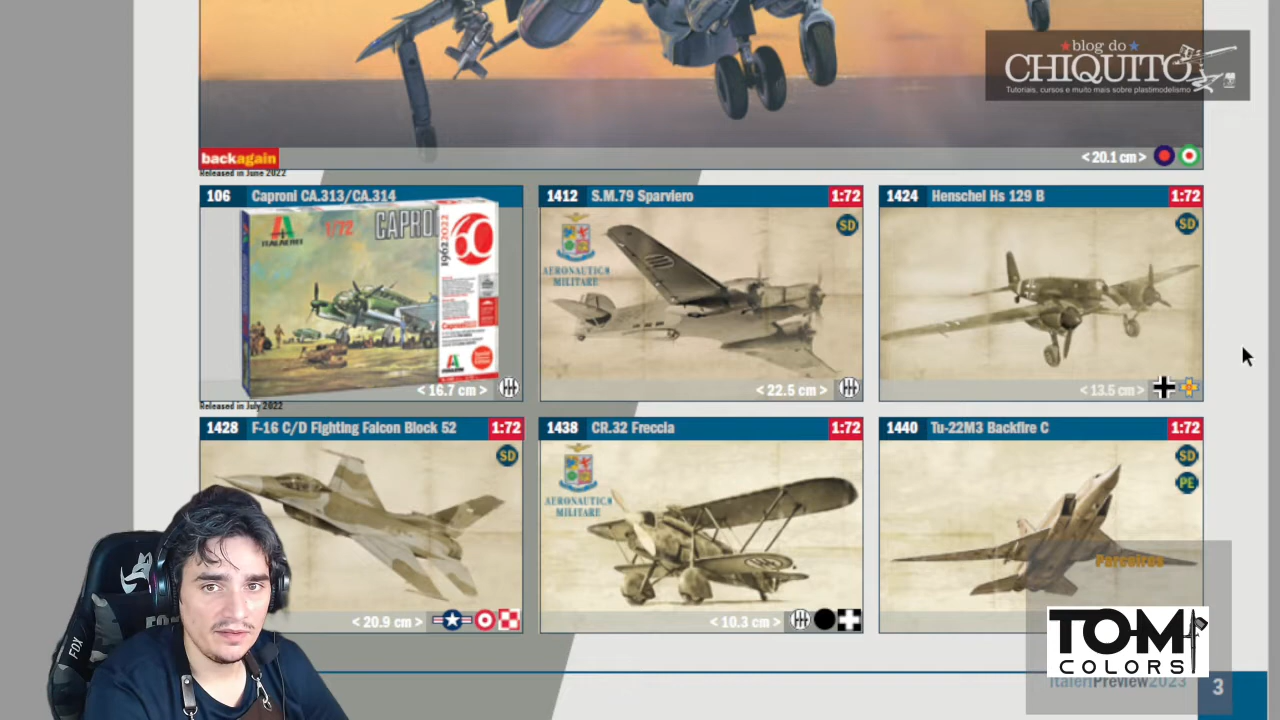 blog do
CHIQUITO
Tutoriais, cursos e muito mais sobre plastimodelismo
backagain
< 20.1 cm >
Released in June 2022
106 Caproni CA.313/CA.314
ITALERI
1/72
CAPRO
1962 2022
60
< 16.7 cm >
1412 S.M.79 Sparviero 1:72
SD
AERONAUTICA
MILITARE
< 22.5 cm >
1424 Henschel Hs 129 B 1:72
SD
< 13.5 cm >
Released in July 2022
1428 F-16 C/D Fighting Falcon Block 52 1:72
SD
< 20.9 cm >
1438 CR.32 Freccia 1:72
AERONAUTICA
MILITARE
< 10.3 cm >
1440 Tu-22M3 Backfire C 1:72
SD
PE
Parceiros
TOM
COLORS
FOX
ItaleriPreview2023
3